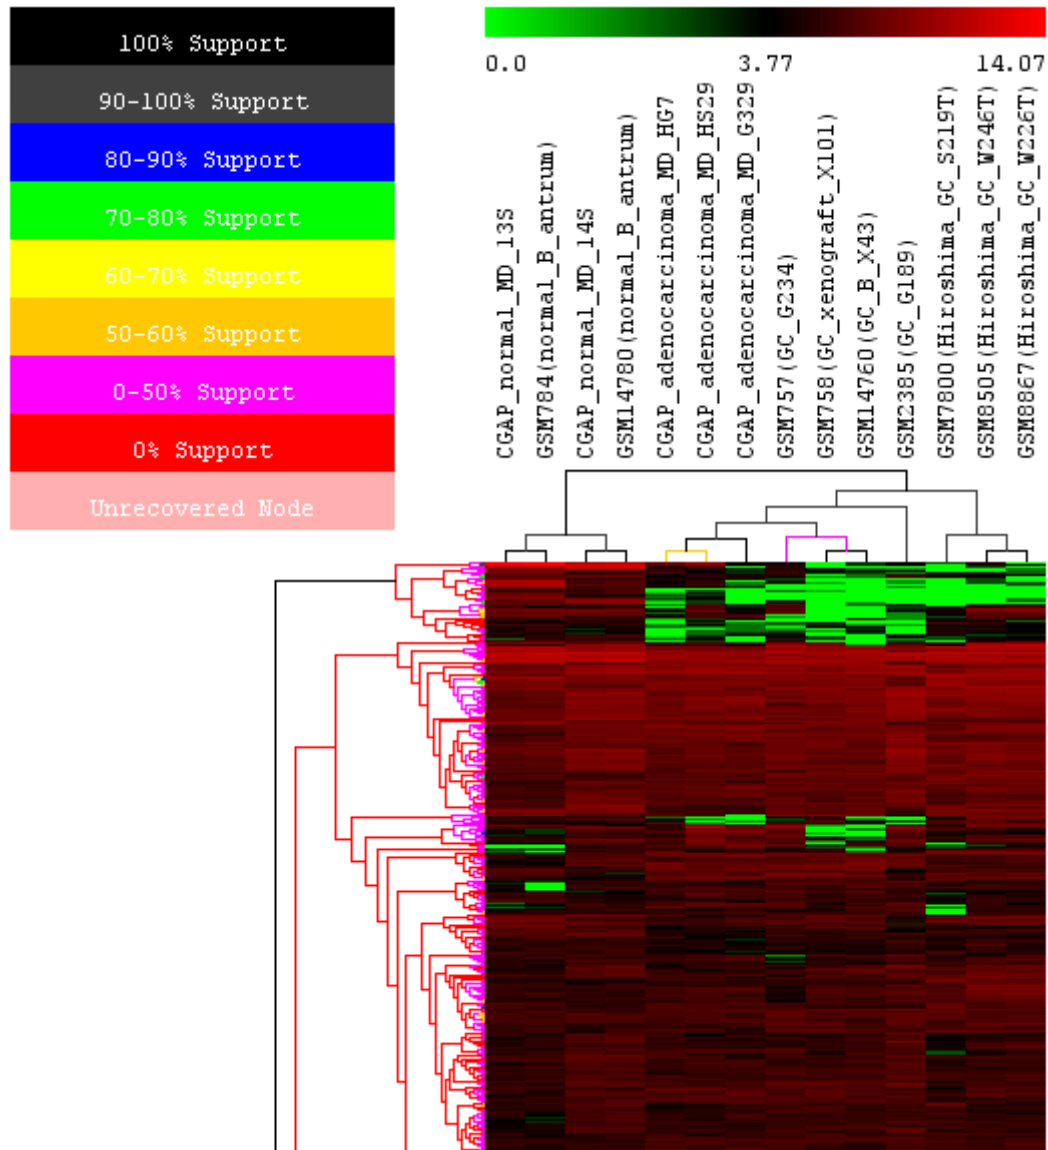 100% Support
90-100% Support
80-90% Support
70-80% Support
60-70% Support
50-60% Support
0-50% Support
0% Support
Unrecovered Node
0.0 3.77 14.07
CGAP_normal_MD_13S
GSM784(normal_B_antrum)
CGAP_normal_MD_14S
GSM14780(normal_B_antrum)
CGAP_adenocarcinoma_MD_HG7
CGAP_adenocarcinoma_MD_HS29
CGAP_adenocarcinoma_MD_G329
GSM757(GC_G234)
GSM758(GC_xenograft_X101)
GSM14760(GC_B_X43)
GSM2385(GC_G189)
GSM7800(Hiroshima_GC_S219T)
GSM8505(Hiroshima_GC_W246T)
GSM8867(Hiroshima_GC_W226T)